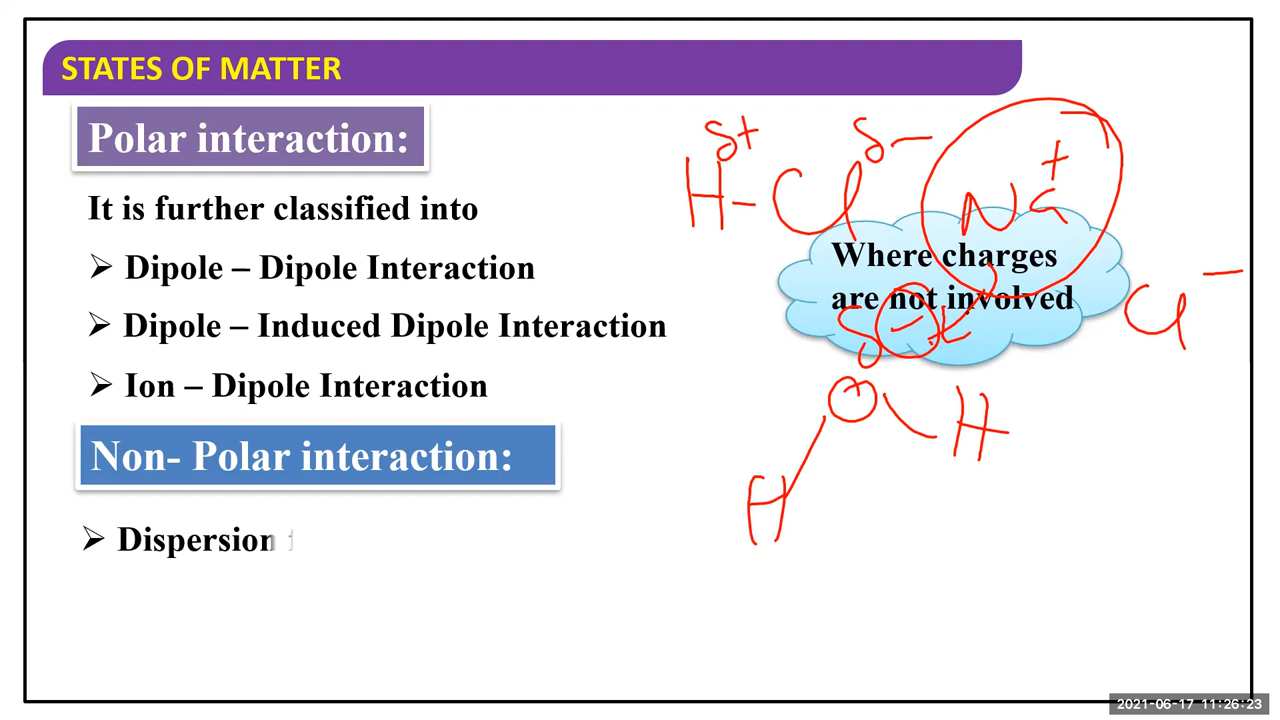 STATES OF MATTER
Polar interaction:
It is further classified into
➢ Dipole – Dipole Interaction
➢ Dipole – Induced Dipole Interaction
➢ Ion – Dipole Interaction
Non- Polar interaction:
➢ Dispersion
δ+ δ−
H-Cl
Na+
Where charges
are not involved
Cl−
δ−
H
H
2021-06-17 11:26:23